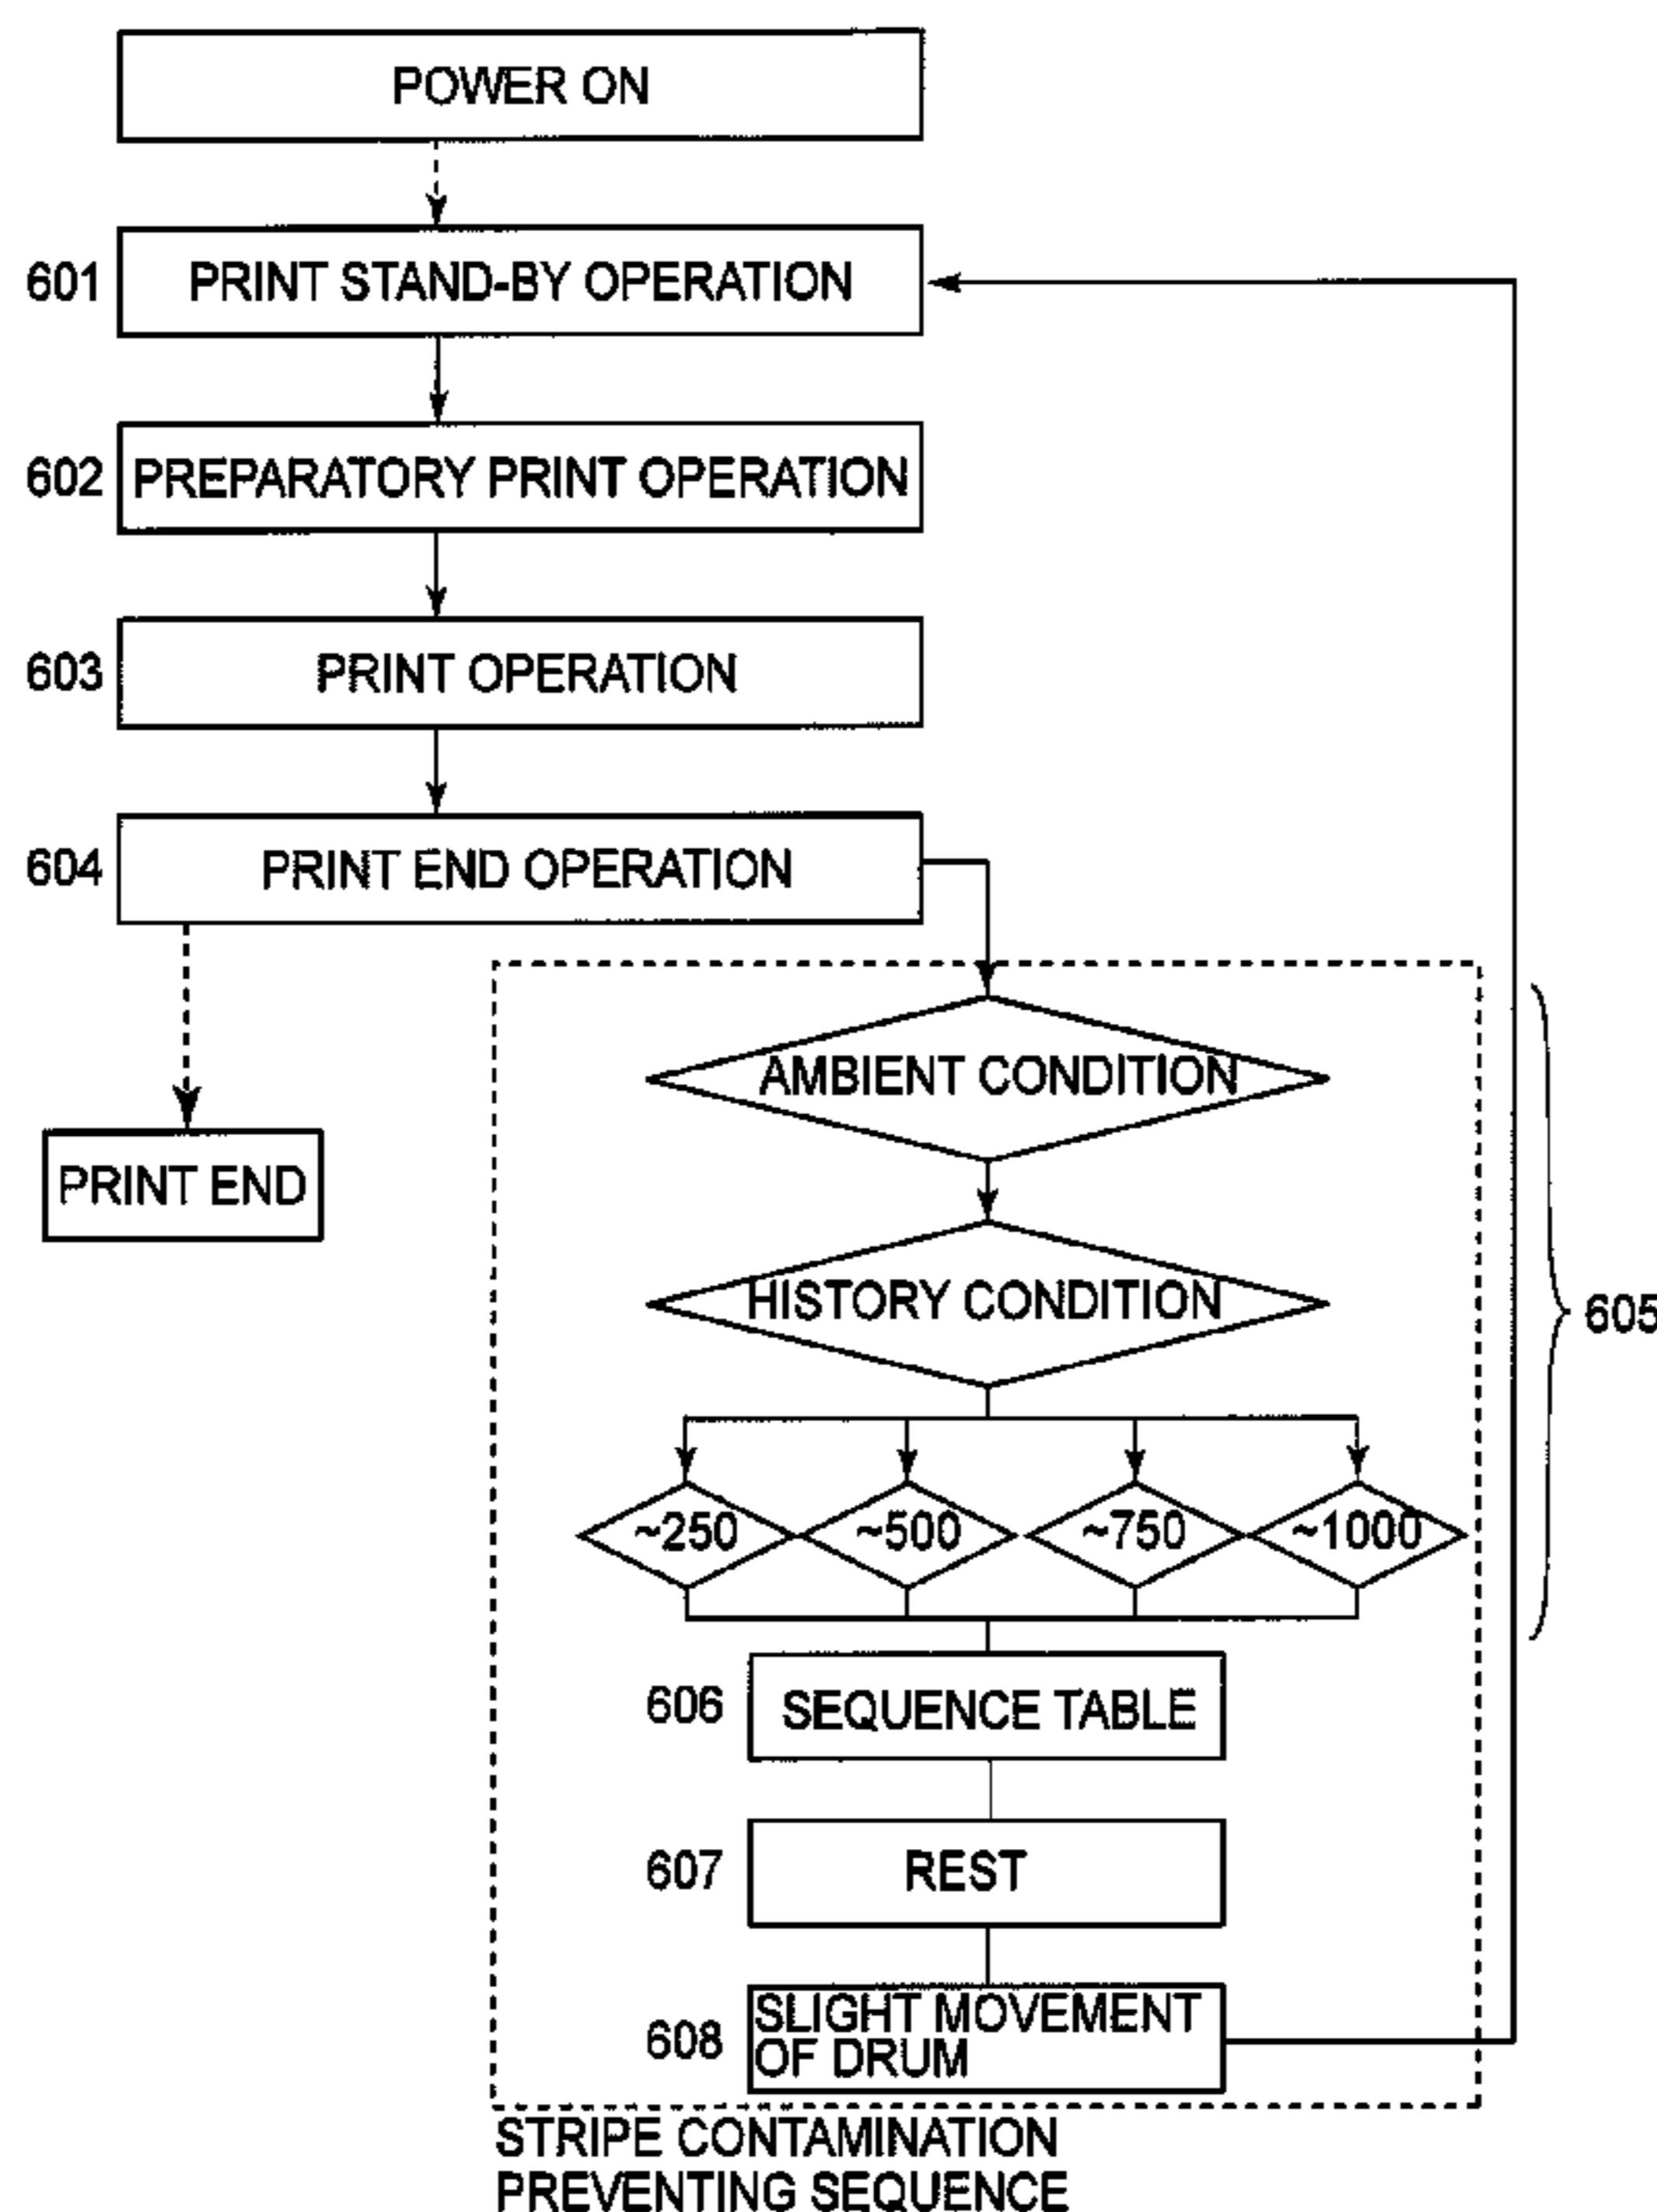 POWER ON
601
PRINT STAND-BY OPERATION
602
PREPARATORY PRINT OPERATION
603
PRINT OPERATION
604
PRINT END OPERATION
PRINT END
AMBIENT CONDITION
HISTORY CONDITION
605
~250
~500
~750
~1000
606
SEQUENCE TABLE
607
REST
608
SLIGHT MOVEMENT
OF DRUM
STRIPE CONTAMINATION
PREVENTING SEQUENCE